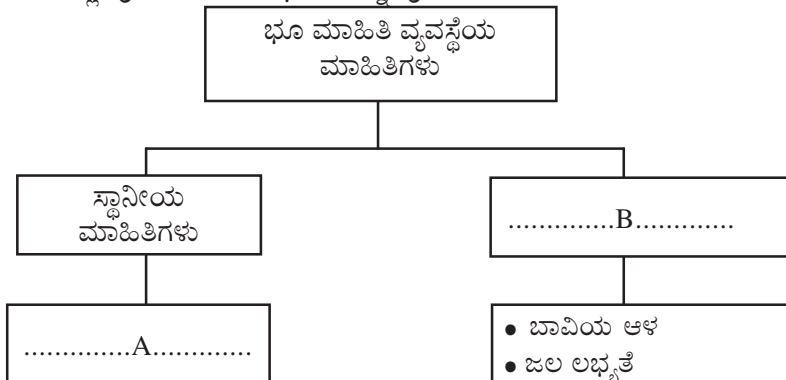 ಭೂ ಮಾಹಿತಿ ವ್ಯವಸ್ಥೆಯ
ಮಾಹಿತಿಗಳು
ಸ್ಥಾನೀಯ
ಮಾಹಿತಿಗಳು
..............B.............
..............A.............
● ಬಾವಿಯ ಆಳ
● ಜಲ ಲಭ್ಯತೆ